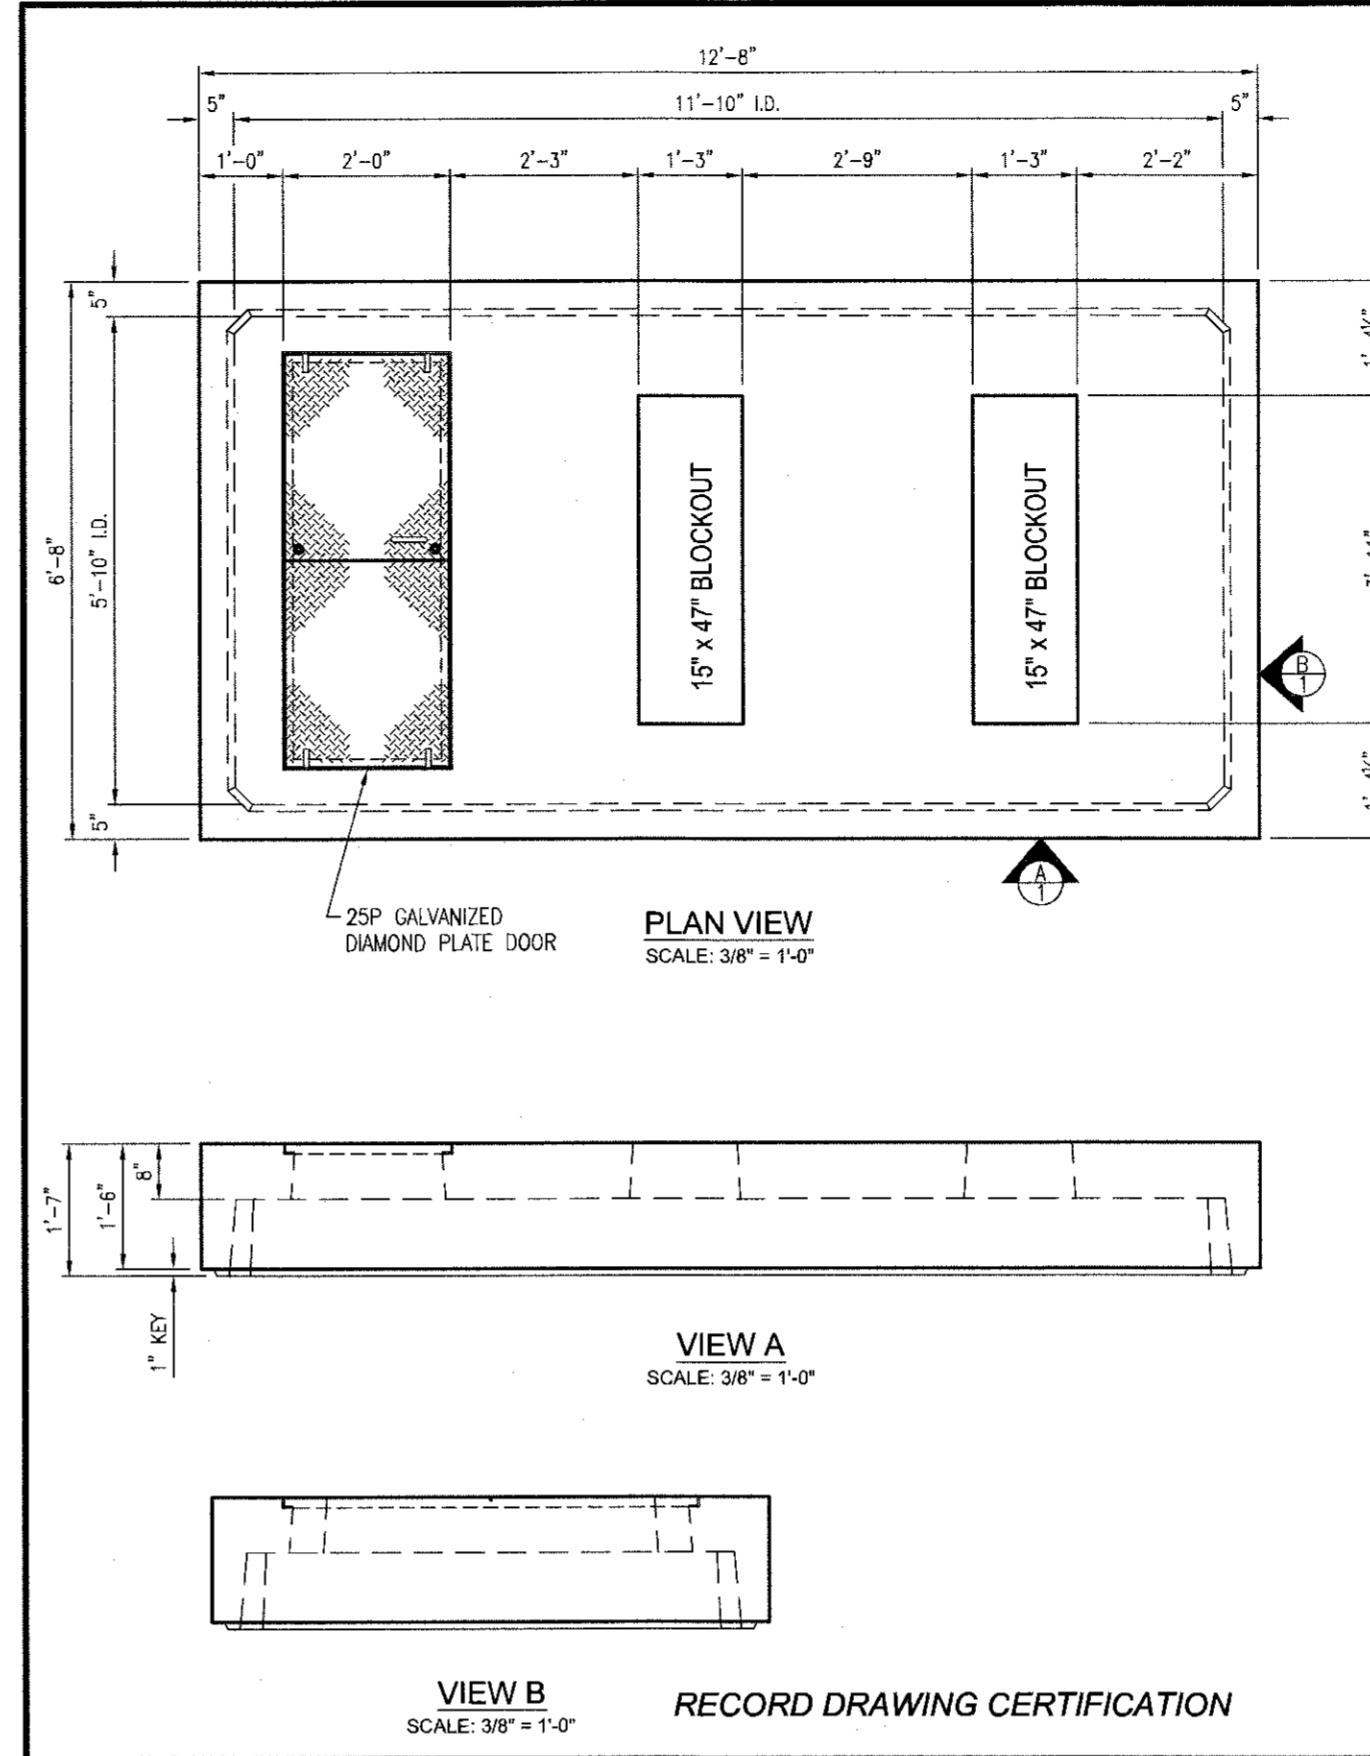 12'-8"
5" 11'-10" I.D. 5"
1'-0" 2'-0" 2'-3" 1'-3" 2'-9" 1'-3" 2'-2"
5"
6'-8"
5'-10" I.D.
5"
15" x 47" BLOCKOUT
15" x 47" BLOCKOUT
B
1
A
1
25P GALVANIZED
DIAMOND PLATE DOOR
PLAN VIEW
SCALE: 3/8" = 1'-0"
1'-7"
1'-6"
8"
1" KEY
VIEW A
SCALE: 3/8" = 1'-0"
VIEW B
SCALE: 3/8" = 1'-0"
RECORD DRAWING CERTIFICATION